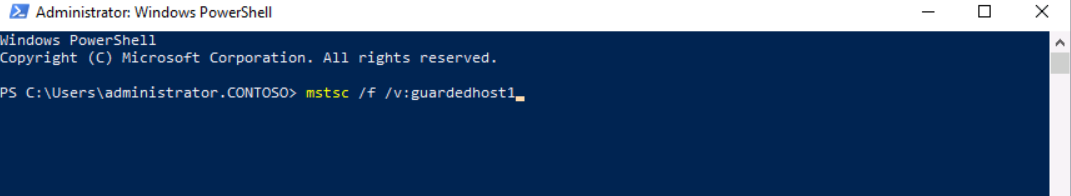 Administrator: Windows PowerShell
Windows PowerShell
Copyright (C) Microsoft Corporation. All rights reserved.
PS C:\Users\administrator.CONTOSO> mstsc /f /v:guardedhost1